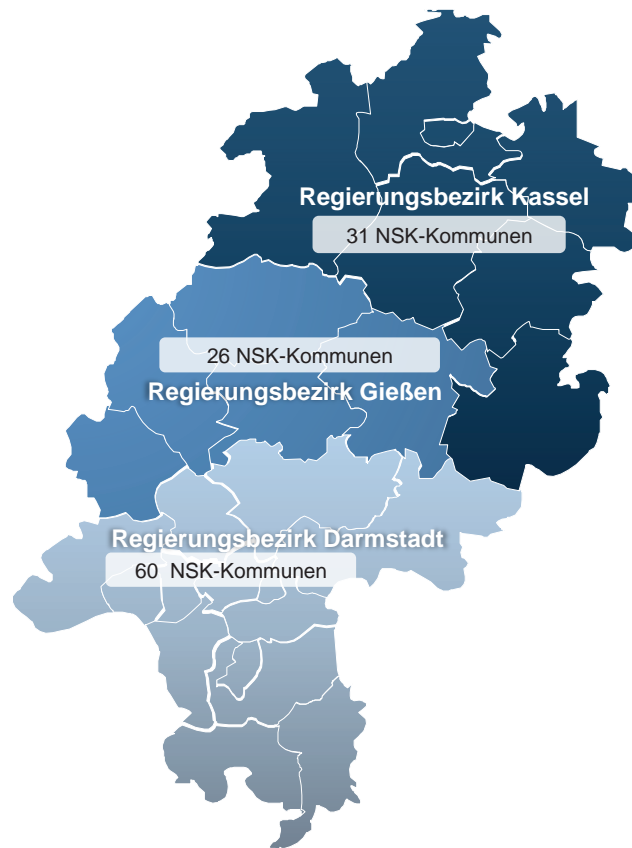 Regierungsbezirk Kassel
31 NSK-Kommunen
26 NSK-Kommunen
Regierungsbezirk Gießen
Regierungsbezirk Darmstadt
60 NSK-Kommunen